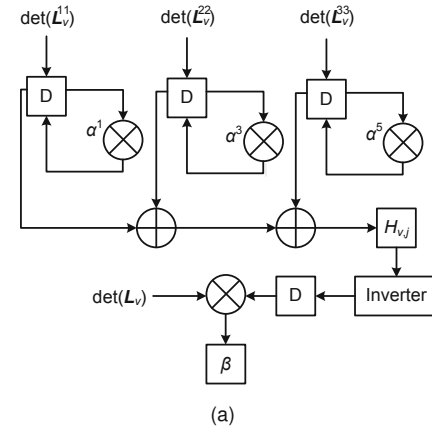 det(L_v^11) det(L_v^22) det(L_v^33)
D D D
α^1 α^3 α^5
H_v,j
det(L_v) D Inverter
β
(a)